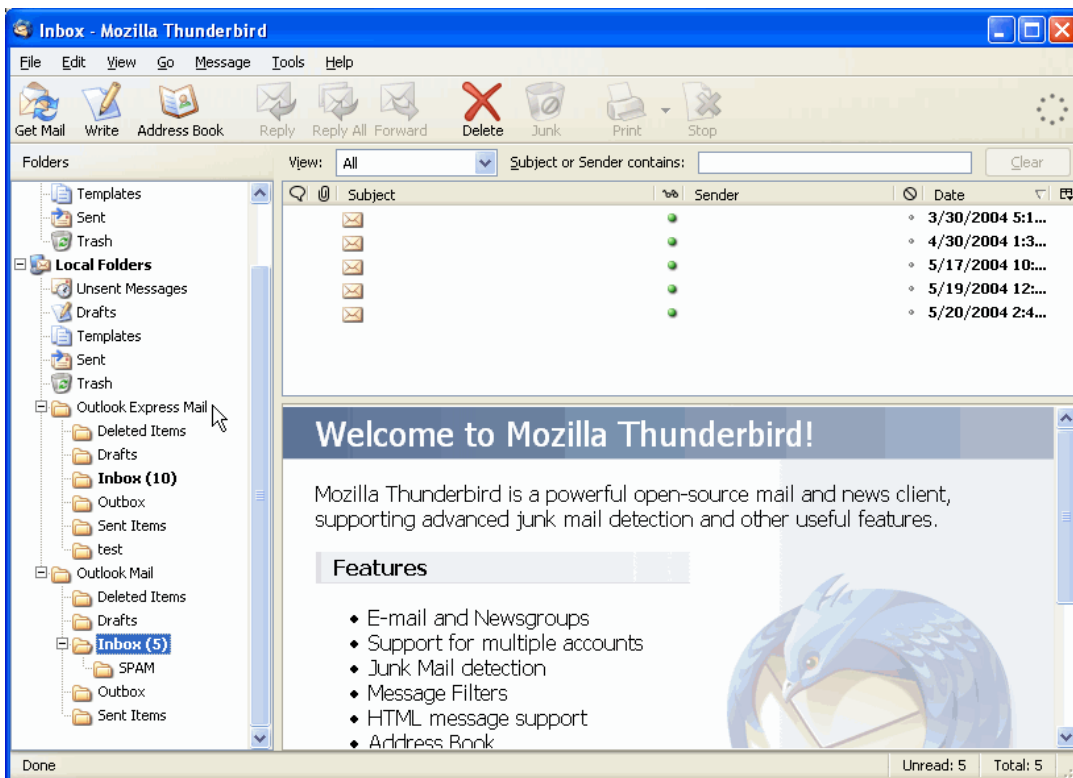 Inbox - Mozilla Thunderbird
File Edit View Go Message Tools Help
Get Mail Write Address Book Reply Reply All Forward Delete Junk Print Stop
Folders View: All Subject or Sender contains: Clear
Subject Sender Date
Templates
Sent
Trash
Local Folders
Unsent Messages
Drafts
Templates
Sent
Trash
Outlook Express Mail
Deleted Items
Drafts
Inbox (10)
Outbox
Sent Items
test
Outlook Mail
Deleted Items
Drafts
Inbox (5)
SPAM
Outbox
Sent Items
3/30/2004 5:1...
4/30/2004 1:3...
5/17/2004 10:...
5/19/2004 12:...
5/20/2004 2:4...
Welcome to Mozilla Thunderbird!
Mozilla Thunderbird is a powerful open-source mail and news client,
supporting advanced junk mail detection and other useful features.
Features
• E-mail and Newsgroups
• Support for multiple accounts
• Junk Mail detection
• Message Filters
• HTML message support
• Address Book
Done Unread: 5 Total: 5